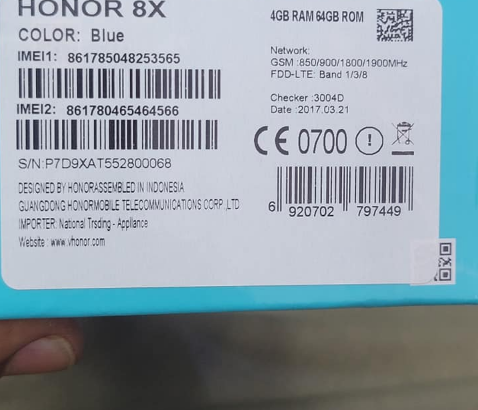 HONOR 8X
COLOR: Blue
IMEI1: 861785048253565
IMEI2: 861780465464566
S/N:P7D9XAT552800068
DESIGNED BY HONORASSEMBLED IN INDONESIA
GUANGDONG HONORMOBILE TELECOMMUNICATIONS CORP .,LTD
IMPORTER: National Trsding - Appliance
Website : www.vhonor.com
4GB RAM 64GB ROM
Network:
GSM :850/900/1800/1900MHz
FDD-LTE: Band 1/3/8
Checker :3004D
Date :2017.03.21
CE 0700 !
6 920702 797449